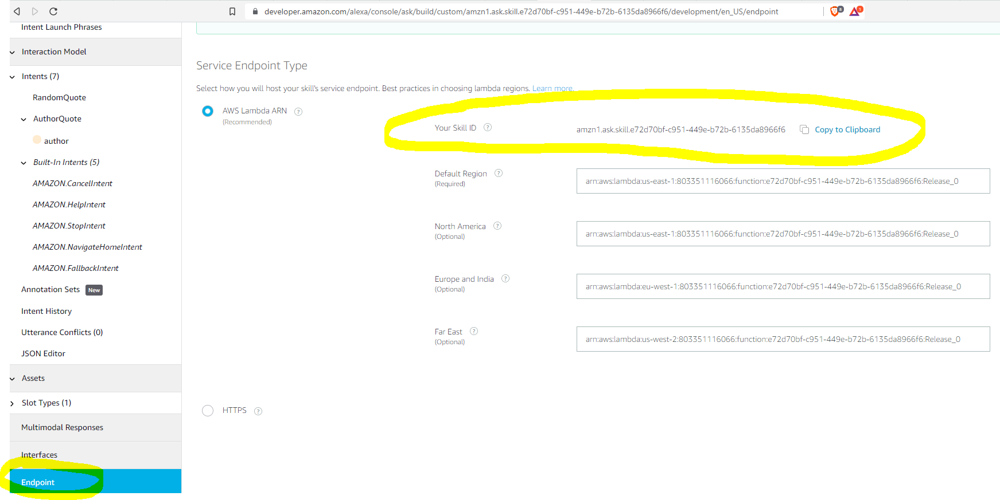 developer.amazon.com/alexa/console/ask/build/custom/amzn1.ask.skill.e72d70bf-c951-449e-b72b-6135da8966f6/development/en_US/endpoint
8
1
Intent Launch Phrases
Interaction Model
Intents (7)
RandomQuote
AuthorQuote
author
Built-In Intents (5)
AMAZON.CancelIntent
AMAZON.HelpIntent
AMAZON.StopIntent
AMAZON.NavigateHomeIntent
AMAZON.FallbackIntent
Annotation Sets New
Intent History
Utterance Conflicts (0)
JSON Editor
Assets
Slot Types (1)
Multimodal Responses
Interfaces
Endpoint
Service Endpoint Type
Select how you will host your skill's service endpoint. Best practices in choosing lambda regions. Learn more.
AWS Lambda ARN ?
(Recommended)
Your Skill ID ? amzn1.ask.skill.e72d70bf-c951-449e-b72b-6135da8966f6 Copy to Clipboard
Default Region ?
(Required)
arn:aws:lambda:us-east-1:803351116066:function:e72d70bf-c951-449e-b72b-6135da8966f6:Release_0
North America ?
(Optional)
arn:aws:lambda:us-east-1:803351116066:function:e72d70bf-c951-449e-b72b-6135da8966f6:Release_0
Europe and India ?
(Optional)
arn:aws:lambda:eu-west-1:803351116066:function:e72d70bf-c951-449e-b72b-6135da8966f6:Release_0
Far East ?
(Optional)
arn:aws:lambda:us-west-2:803351116066:function:e72d70bf-c951-449e-b72b-6135da8966f6:Release_0
HTTPS ?